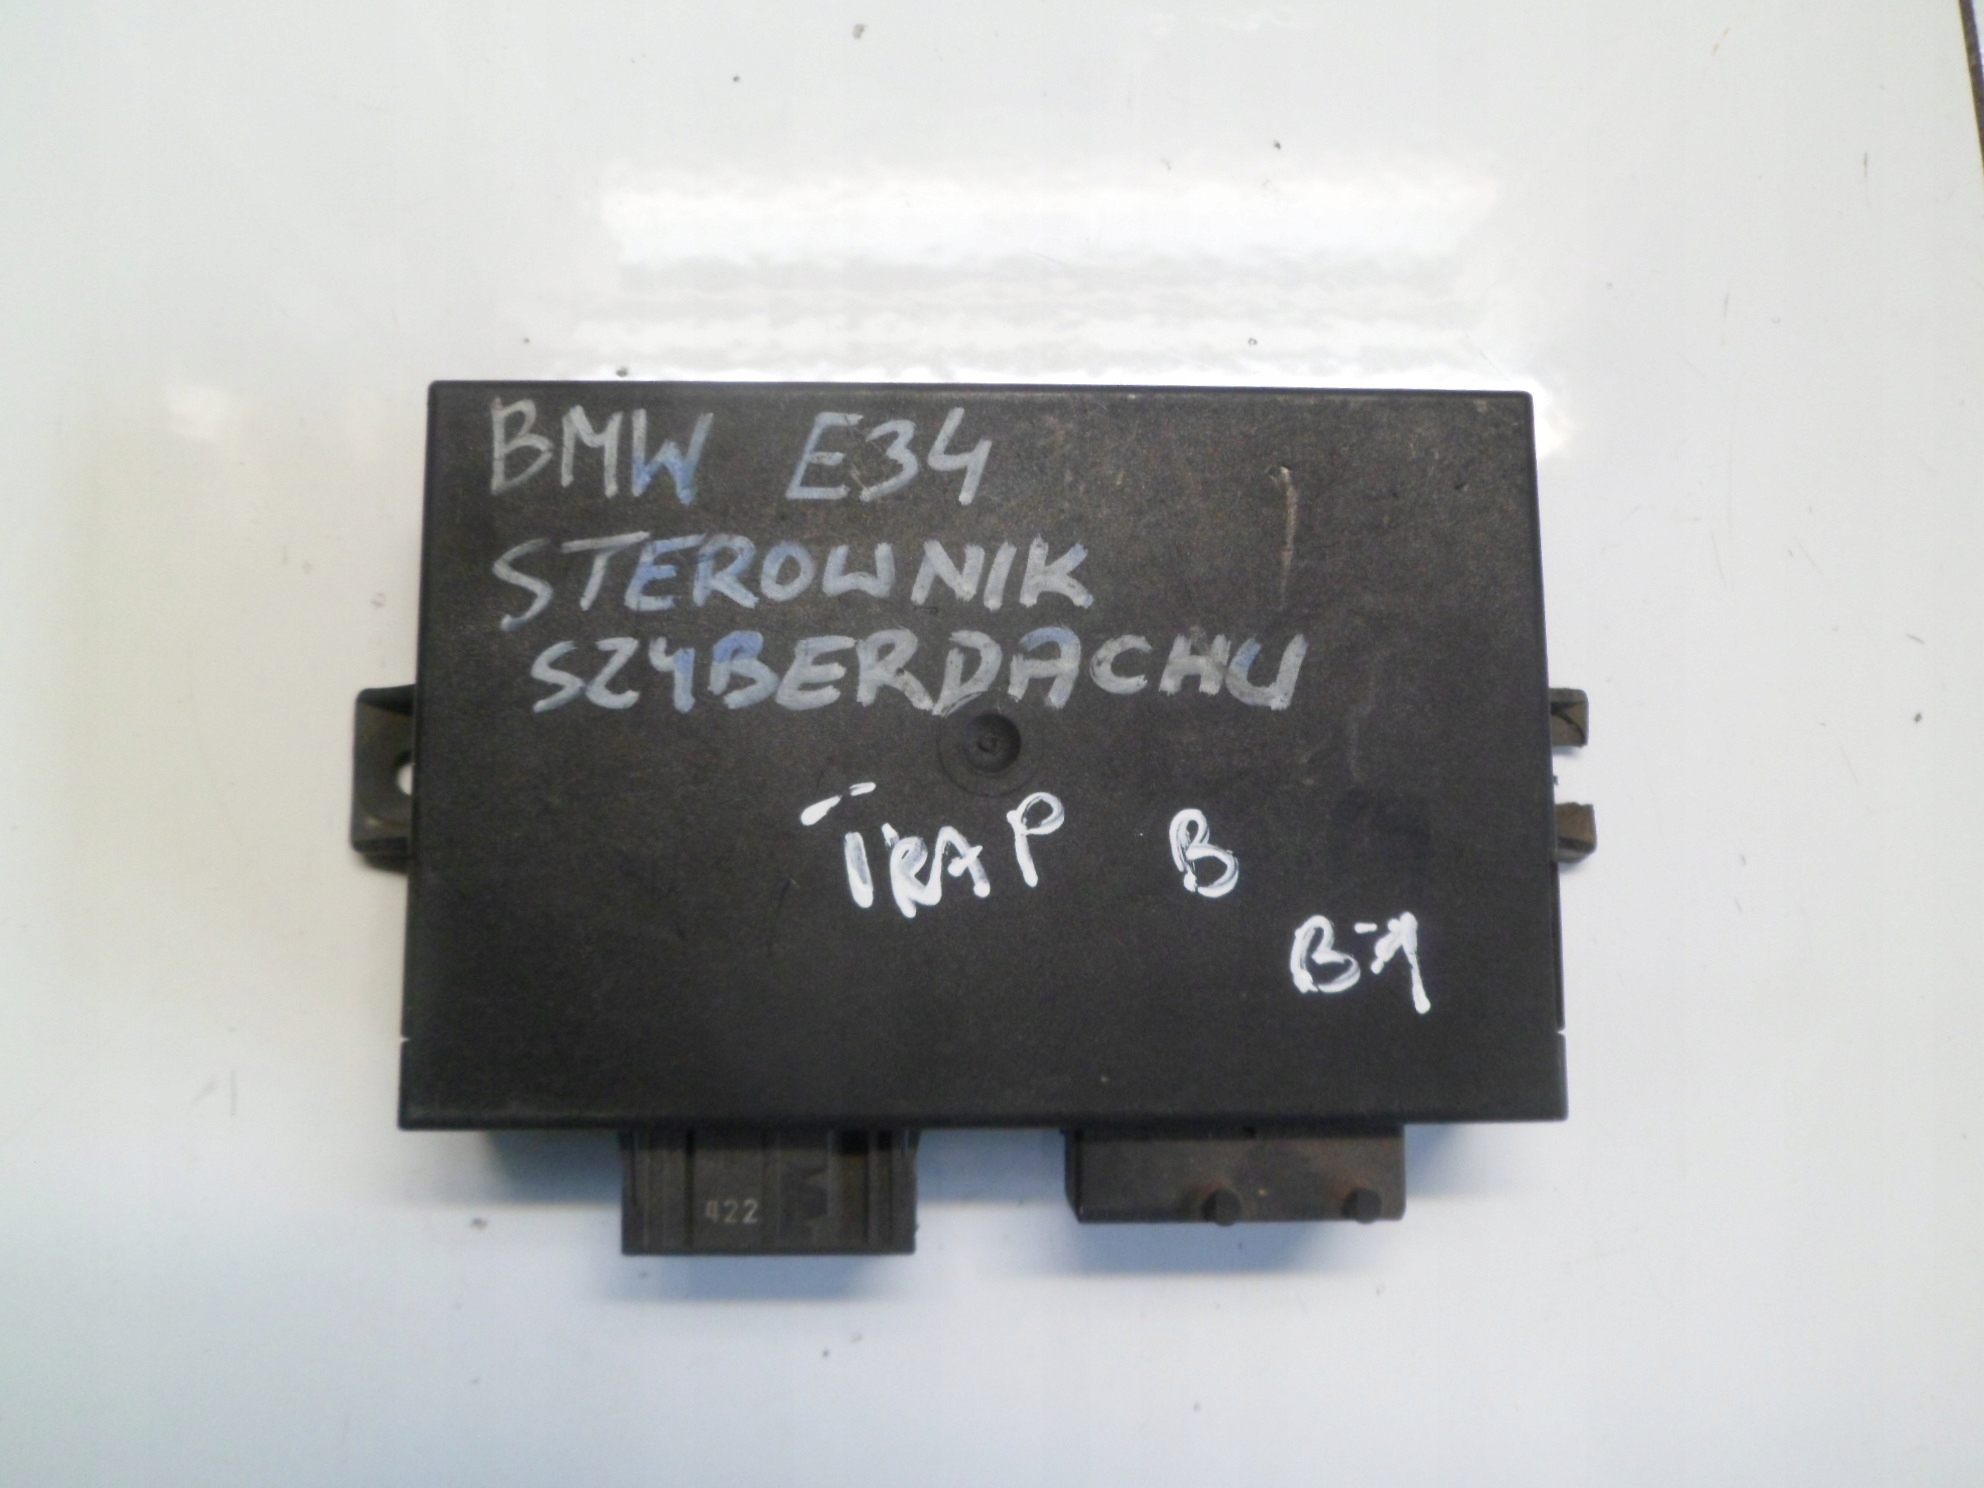 BMW E34
STEROWNIK
SZYBERDACHU
TRAP B
B-1
422